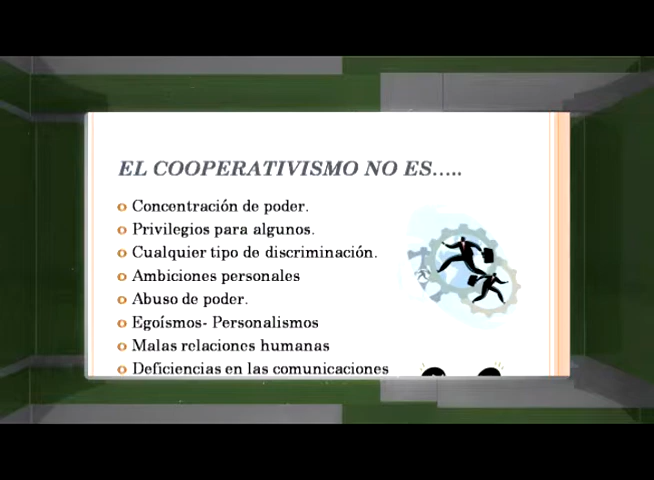 EL COOPERATIVISMO NO ES.....
o Concentración de poder.
o Privilegios para algunos.
o Cualquier tipo de discriminación.
o Ambiciones personales
o Abuso de poder.
o Egoísmos- Personalismos
o Malas relaciones humanas
o Deficiencias en las comunicaciones